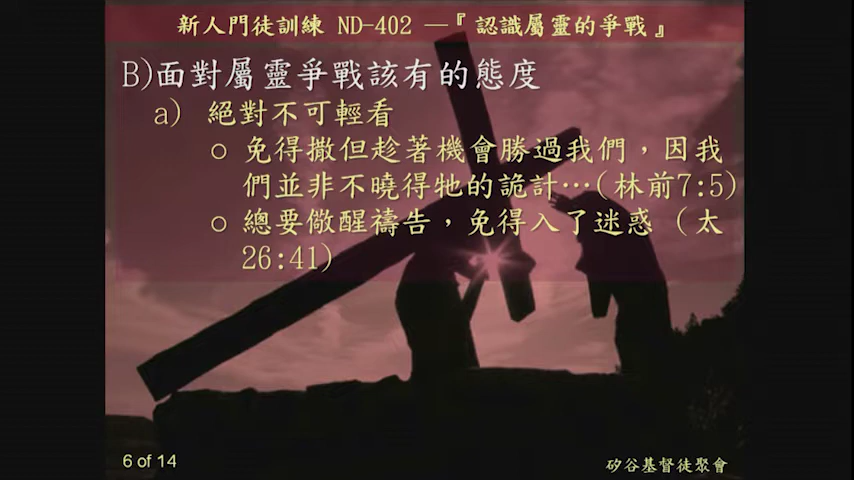 新人門徒訓練 ND-402 —『認識屬靈的爭戰』
B)面對屬靈爭戰該有的態度
a) 絕對不可輕看
○ 免得撒但趁著機會勝過我們，因我
們並非不曉得牠的詭計…(林前7:5)
○ 總要儆醒禱告，免得入了迷惑 (太
26:41)
6 of 14
矽谷基督徒聚會